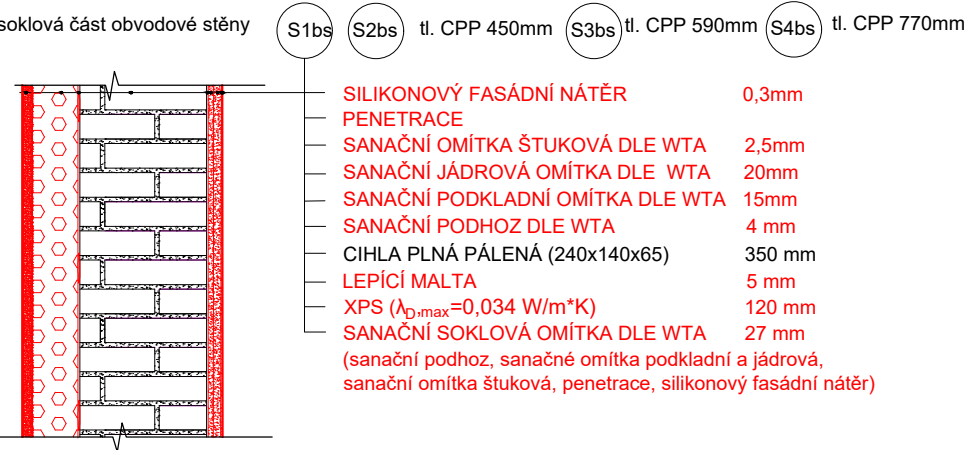 soklová část obvodové stěny S1bs S2bs tl. CPP 450mm S3bs tl. CPP 590mm S4bs tl. CPP 770mm
SILIKONOVÝ FASÁDNÍ NÁTĚR 0,3mm
PENETRACE
SANAČNÍ OMÍTKA ŠTUKOVÁ DLE WTA 2,5mm
SANAČNÍ JÁDROVÁ OMÍTKA DLE WTA 20mm
SANAČNÍ PODKLADNÍ OMÍTKA DLE WTA 15mm
SANAČNÍ PODHOZ DLE WTA 4 mm
CIHLA PLNÁ PÁLENÁ (240x140x65) 350 mm
LEPÍCÍ MALTA 5 mm
XPS (λD,max=0,034 W/m*K) 120 mm
SANAČNÍ SOKLOVÁ OMÍTKA DLE WTA 27 mm
(sanační podhoz, sanačné omítka podkladní a jádrová,
sanační omítka štuková, penetrace, silikonový fasádní nátěr)